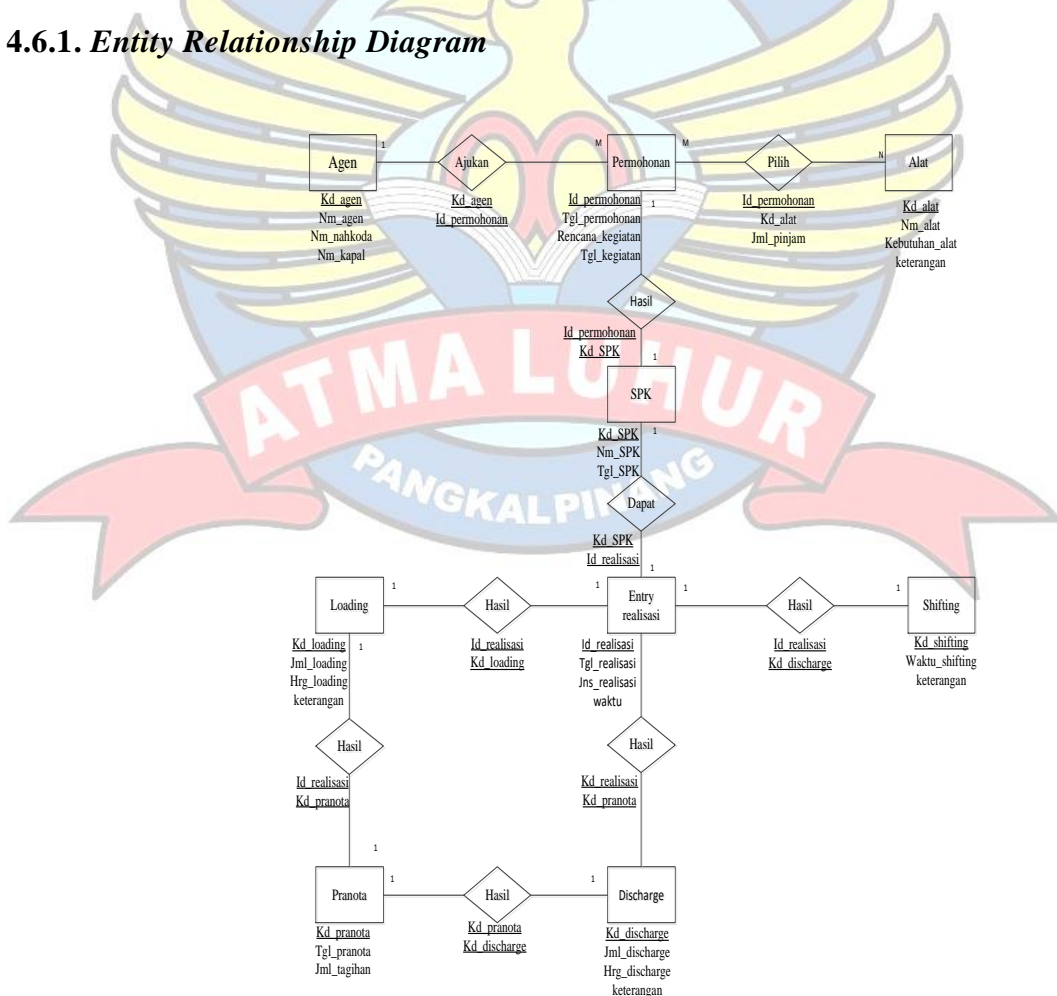 4.6.1. Entity Relationship Diagram
Agen
1
Ajukan
M
Permohonan
M
Pilih
N
Alat
Kd_agen
Nm_agen
Nm_nahkoda
Nm_kapal
Kd_agen
Id_permohonan
Id_permohonan
Tgl_permohonan
Rencana_kegiatan
Tgl_kegiatan
1
Id_permohonan
Kd_alat
Jml_pinjam
Kd_alat
Nm_alat
Kebutuhan_alat
keterangan
Hasil
Id_permohonan
Kd_SPK
1
SPK
ATMA LUHUR
PANGKALPINANG
Kd_SPK
Nm_SPK
Tgl_SPK
1
Dapat
Kd_SPK
Id_realisasi
1
Loading
1
Hasil
1
Entry
realisasi
1
Hasil
1
Shifting
Kd_loading
Jml_loading
Hrg_loading
keterangan
1
Id_realisasi
Kd_loading
Id_realisasi
Tgl_realisasi
Jns_realisasi
waktu
Id_realisasi
Kd_discharge
Kd_shifting
Waktu_shifting
keterangan
Hasil
Id_realisasi
Kd_pranota
Hasil
Kd_realisasi
Kd_pranota
1
Pranota
1
Hasil
1
Discharge
Kd_pranota
Tgl_pranota
Jml_tagihan
Kd_pranota
Kd_discharge
Kd_discharge
Jml_discharge
Hrg_discharge
keterangan